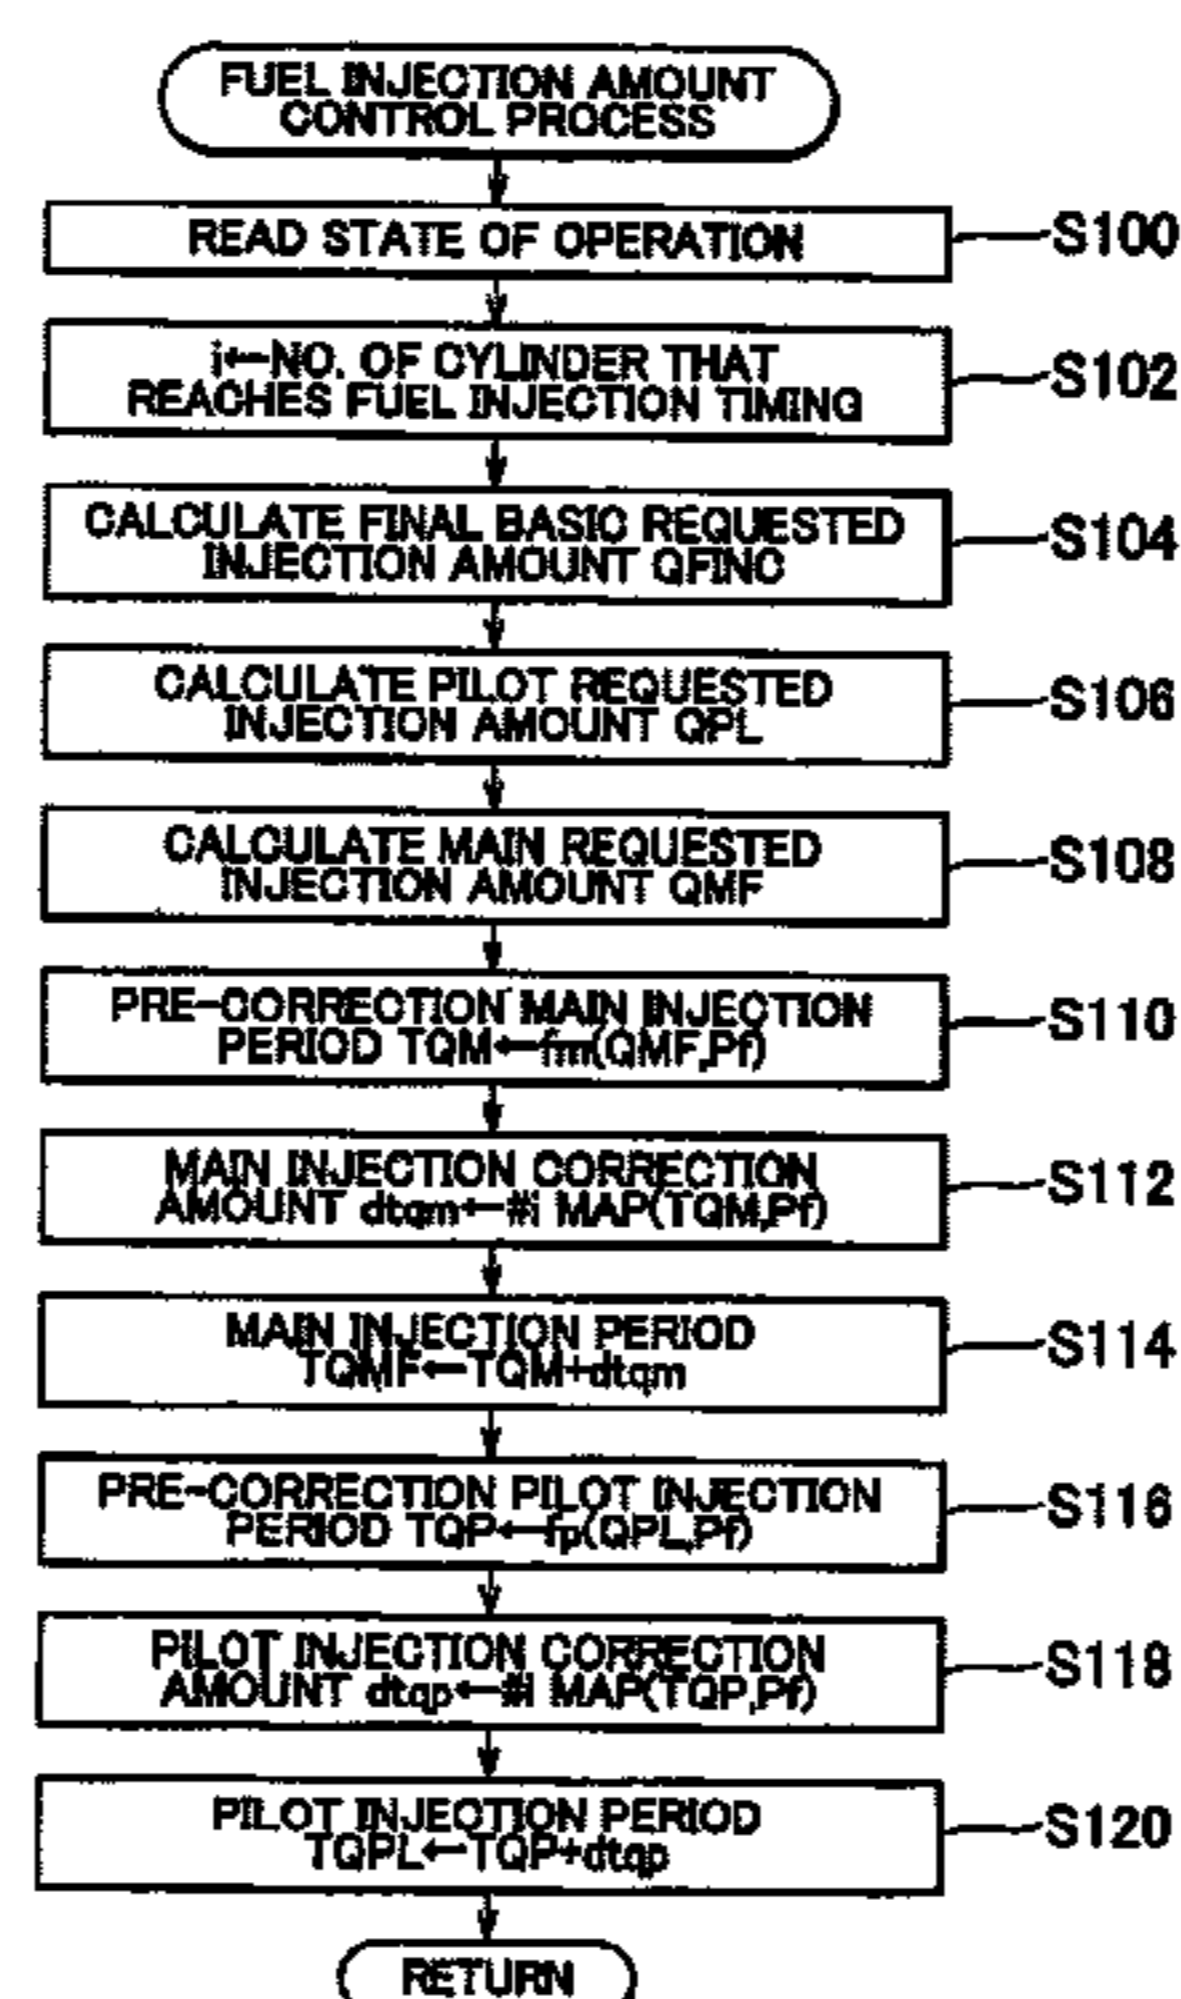 FUEL INJECTION AMOUNT
CONTROL PROCESS
READ STATE OF OPERATION
S100
i←NO. OF CYLINDER THAT
REACHES FUEL INJECTION TIMING
S102
CALCULATE FINAL BASIC REQUESTED
INJECTION AMOUNT QFINC
S104
CALCULATE PILOT REQUESTED
INJECTION AMOUNT QPL
S106
CALCULATE MAIN REQUESTED
INJECTION AMOUNT QMF
S108
PRE-CORRECTION MAIN INJECTION
PERIOD TQM←fm(QMF,Pf)
S110
MAIN INJECTION CORRECTION
AMOUNT dtqm←#i MAP(TQM,Pf)
S112
MAIN INJECTION PERIOD
TQMF←TQM+dtqm
S114
PRE-CORRECTION PILOT INJECTION
PERIOD TQP←fp(QPL,Pf)
S116
PILOT INJECTION CORRECTION
AMOUNT dtqp←#i MAP(TQP,Pf)
S118
PILOT INJECTION PERIOD
TQPL←TQP+dtqp
S120
RETURN